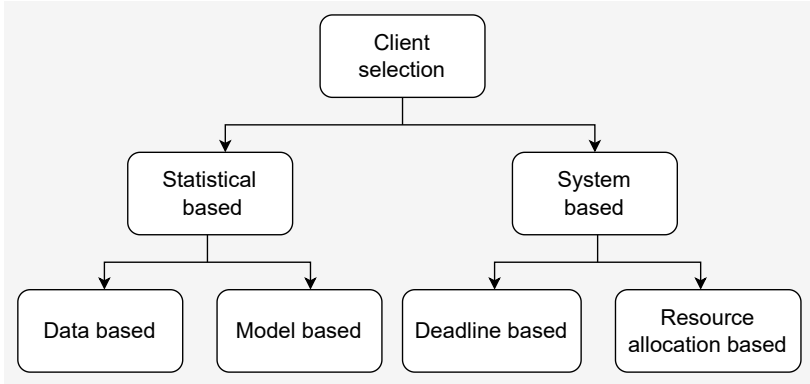 Client
selection
Statistical
based
System
based
Data based
Model based
Deadline based
Resource
allocation based